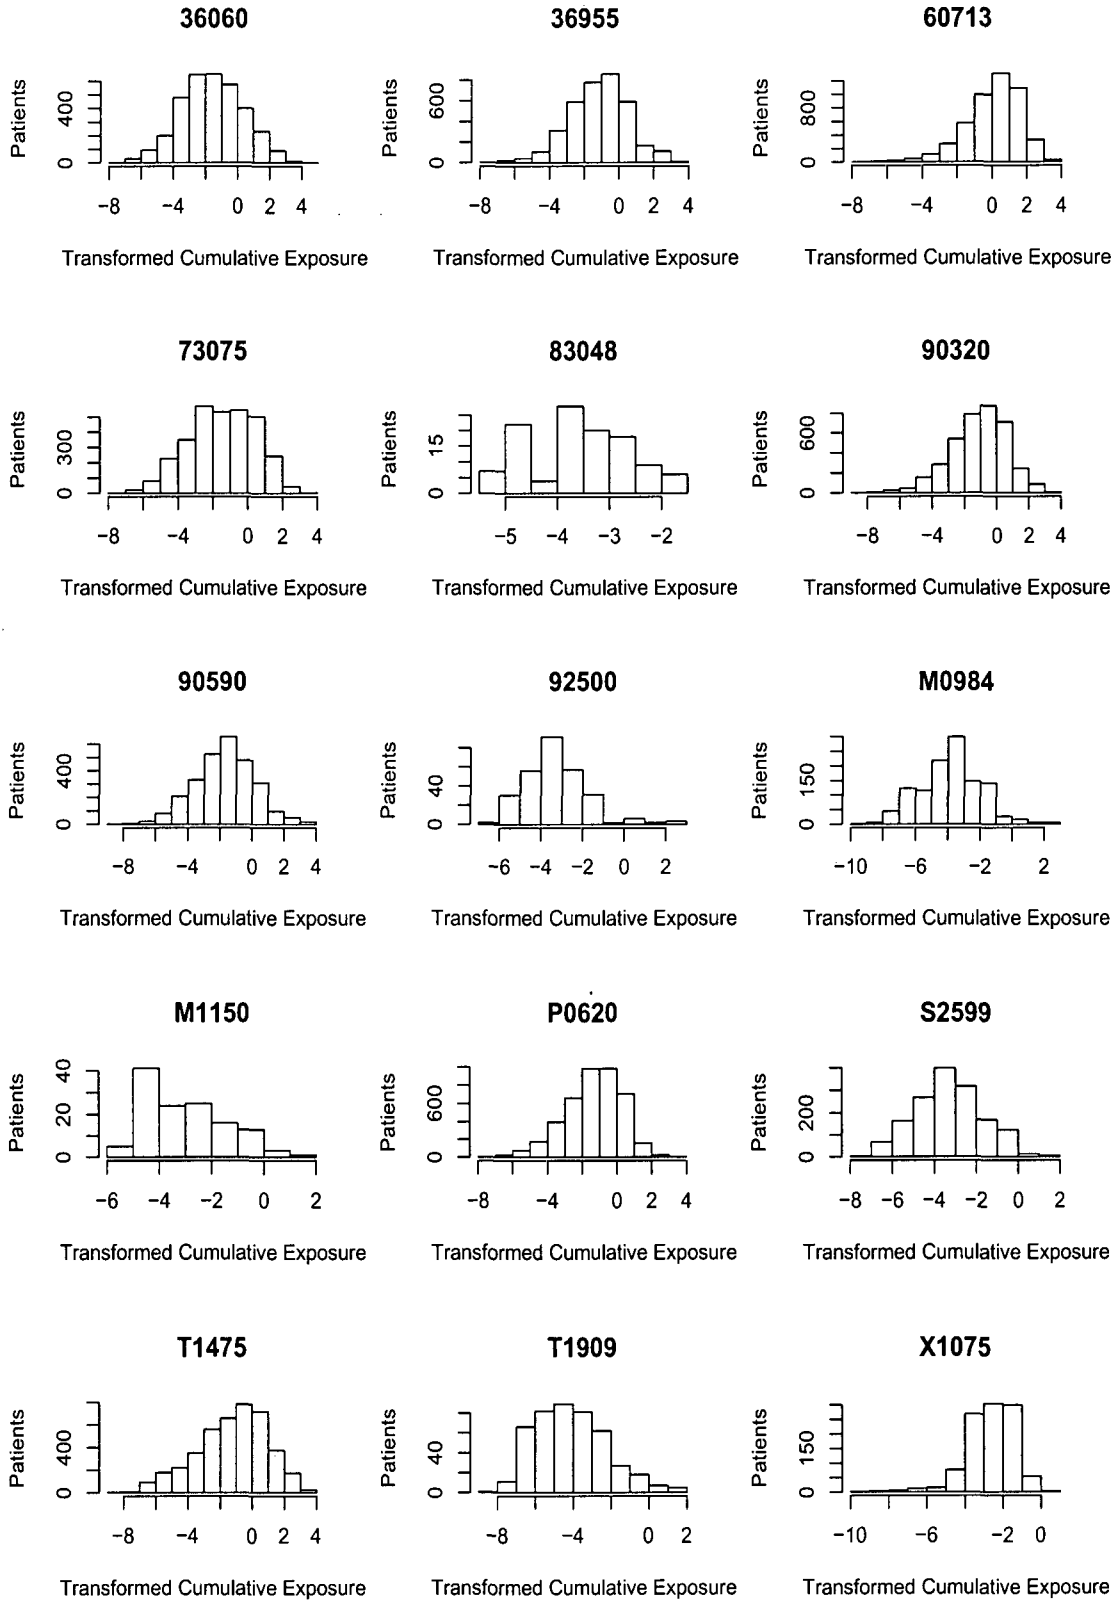 36060 36955 60713
Patients 0 400 Patients 0 600 Patients 0 800
−8 −4 0 2 4 −8 −4 0 2 4 −8 −4 0 2 4
Transformed Cumulative Exposure Transformed Cumulative Exposure Transformed Cumulative Exposure
73075 83048 90320
Patients 0 300 Patients 0 15 Patients 0 600
−8 −4 0 2 4 −5 −4 −3 −2 −8 −4 0 2 4
Transformed Cumulative Exposure Transformed Cumulative Exposure Transformed Cumulative Exposure
90590 92500 M0984
Patients 0 400 Patients 0 40 Patients 0 150
−8 −4 0 2 4 −6 −4 −2 0 2 −10 −6 −2 2
Transformed Cumulative Exposure Transformed Cumulative Exposure Transformed Cumulative Exposure
M1150 P0620 S2599
Patients 0 20 40 Patients 0 600 Patients 0 200
−6 −4 −2 0 2 −8 −4 0 2 4 −8 −6 −4 −2 0 2
Transformed Cumulative Exposure Transformed Cumulative Exposure Transformed Cumulative Exposure
T1475 T1909 X1075
Patients 0 400 Patients 0 40 Patients 0 150
−8 −4 0 2 4 −8 −4 0 2 −10 −6 −2 0
Transformed Cumulative Exposure Transformed Cumulative Exposure Transformed Cumulative Exposure